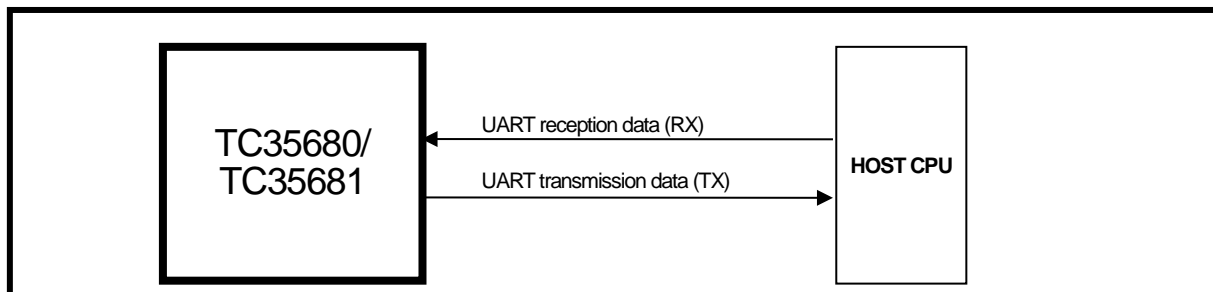 TC35680/
TC35681
UART reception data (RX)
UART transmission data (TX)
HOST CPU